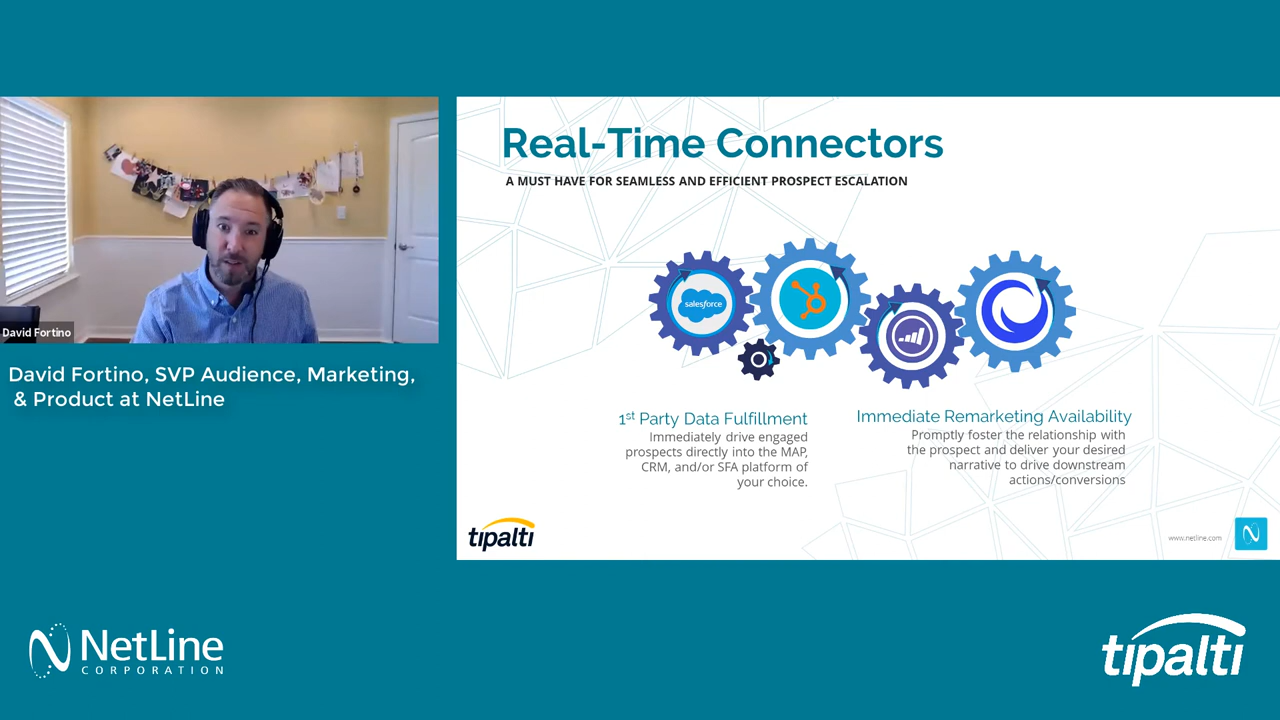 David Fortino
David Fortino, SVP Audience, Marketing,
& Product at NetLine
Real-Time Connectors
A MUST HAVE FOR SEAMLESS AND EFFICIENT PROSPECT ESCALATION
salesforce
1st Party Data Fulfillment
Immediately drive engaged
prospects directly into the MAP,
CRM, and/or SFA platform of
your choice.
Immediate Remarketing Availability
Promptly foster the relationship with
the prospect and deliver your desired
narrative to drive downstream
actions/conversions
tipalti
www.netline.com
NetLine
CORPORATION
tipalti